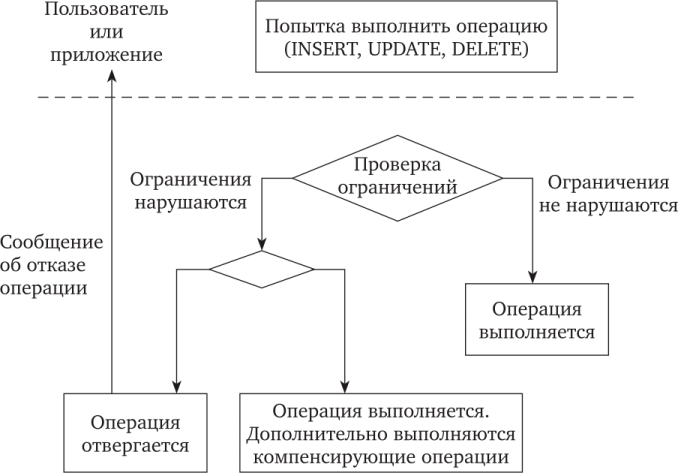 Пользователь
или
приложение
Попытка выполнить операцию
(INSERT, UPDATE, DELETE)
Проверка
ограничений
Ограничения
нарушаются
Ограничения
не нарушаются
Сообщение
об отказе
операции
Операция
выполняется
Операция
отвергается
Операция выполняется.
Дополнительно выполняются
компенсирующие операции